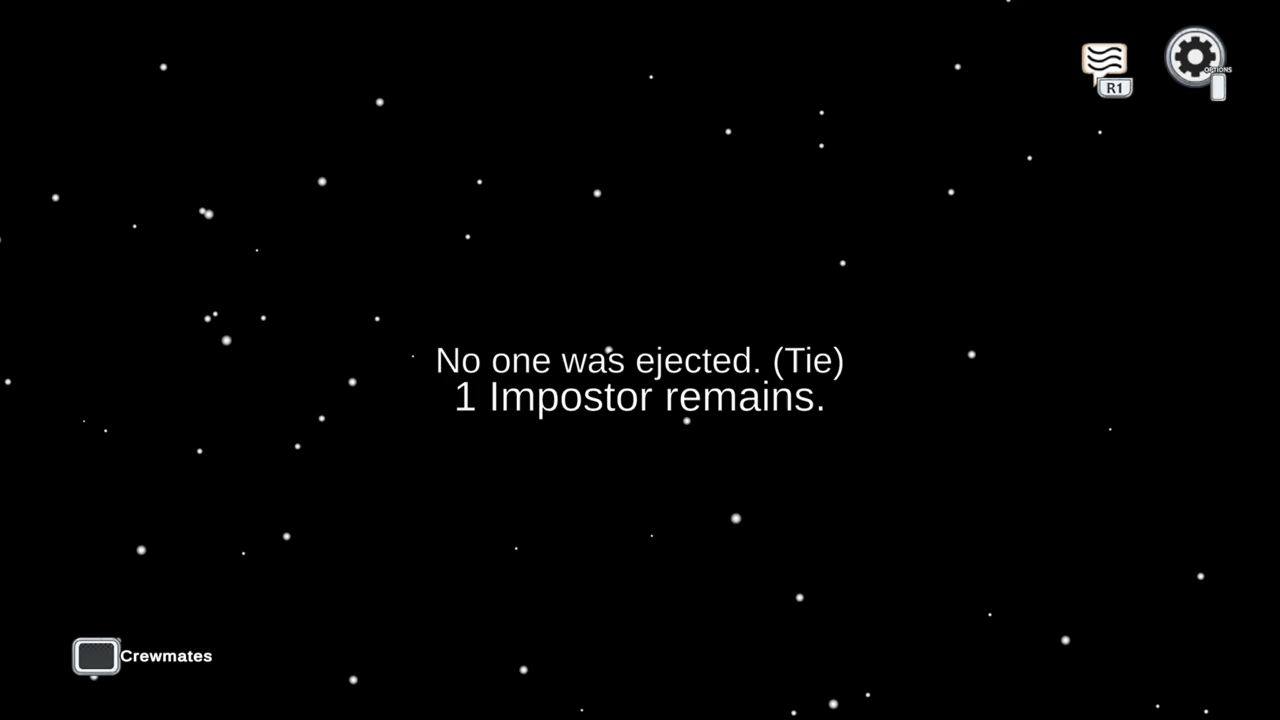 R1
OPTIONS
No one was ejected. (Tie)
1 Impostor remains.
Crewmates